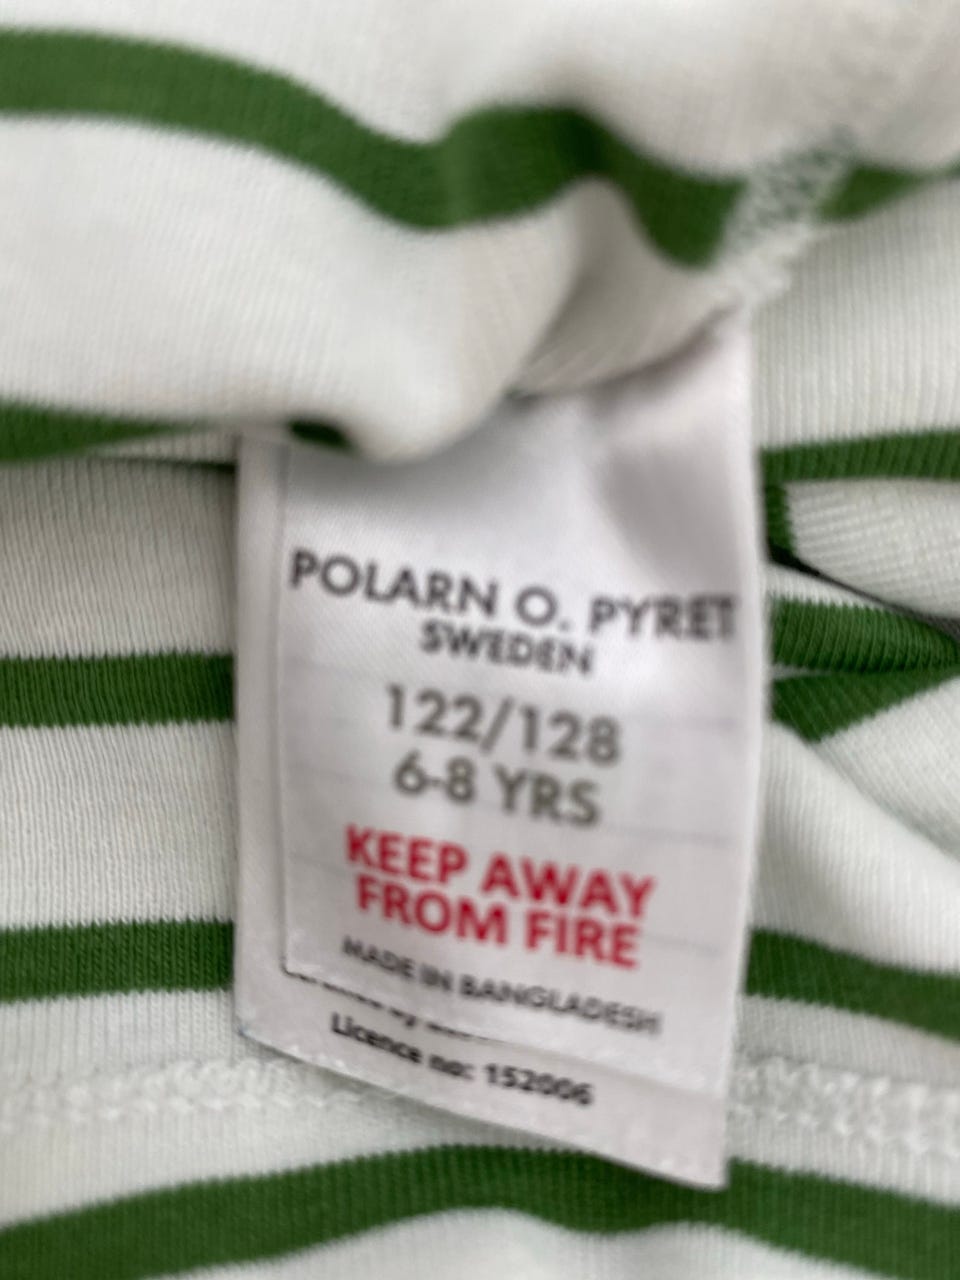 POLARN O. PYRET
SWEDEN
122/128
6-8 YRS
KEEP AWAY
FROM FIRE
MADE IN BANGLADESH
Licence no: 152006